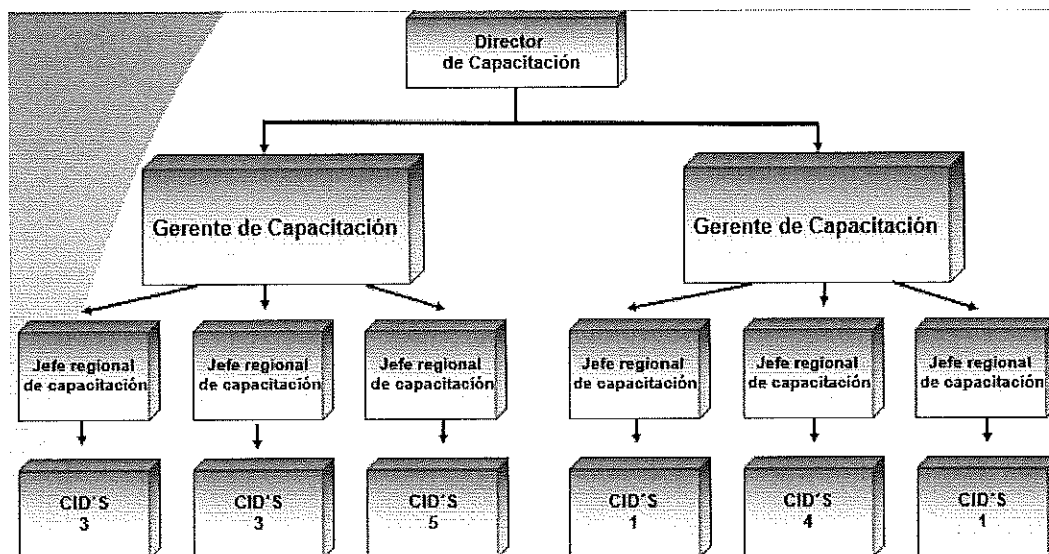 Director
de Capacitación
Gerente de Capacitación
Gerente de Capacitación
Jefe regional
de capacitación
Jefe regional
de capacitación
Jefe regional
de capacitación
Jefe regional
de capacitación
Jefe regional
de capacitación
Jefe regional
de capacitación
CID´S
3
CID´S
3
CID´S
5
CID´S
1
CID´S
4
CID´S
1